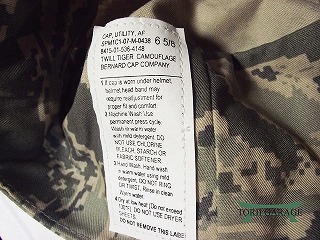 CAP, UTILITY, AF
SPM1C1-07-M-0438 6 5/8
8415-01-536-4148
TWILL TIGER CAMOUFLAGE
BERNARD CAP COMPANY
1 If cap is worn under helmet,
helmet head band may
require readjustment for
proper fit and comfort.
2 Machine Wash: Use
permanent press cycle.
Wash in warm water
with mild detergent. DO
NOT USE CHLORINE
BLEACH, STARCH OR
FABRIC SOFTENER.
3 Hand Wash: Hand wash
in warm water using mild
detergent. DO NOT RING
OR TWIST. Rinse in clean
warm water.
4 Dry at low heat (Do not exceed
130°F). DO NOT USE DRYER
SHEETS.
DO NOT REMOVE THIS LABEL
TORII GARAGE